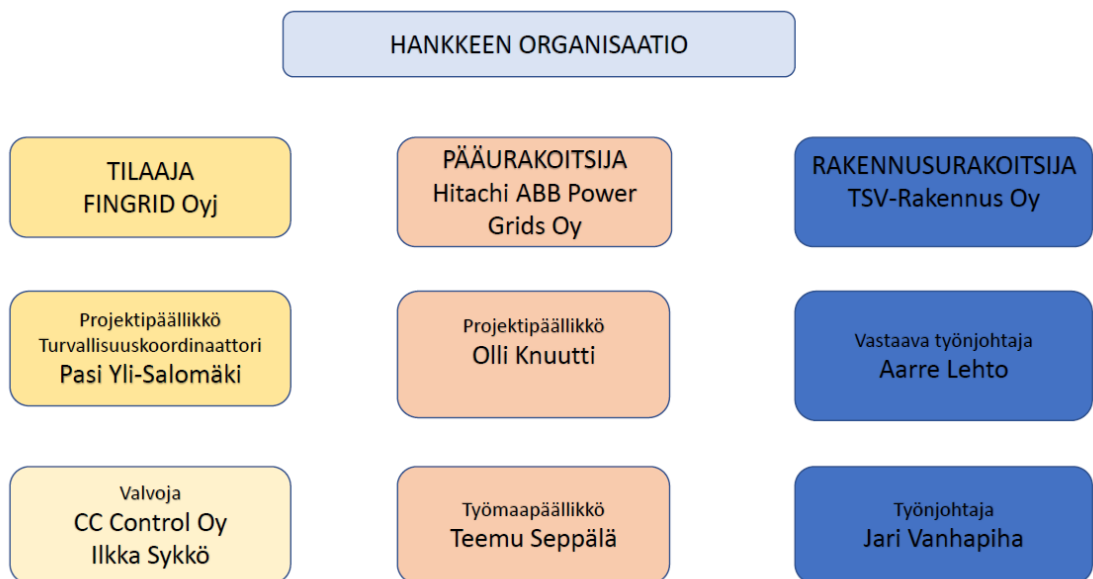 HANKKEEN ORGANISAATIO
TILAAJA
FINGRID Oyj
PÄÄURAKOITSIJA
Hitachi ABB Power
Grids Oy
RAKENNUSURAKOITSIJA
TSV-Rakennus Oy
Projektipäällikkö
Turvallisuuskoordinaattori
Pasi Yli-Salomäki
Projektipäällikkö
Olli Knuutti
Vastaava työnjohtaja
Aarre Lehto
Valvoja
CC Control Oy
Ilkka Sykkö
Työmaapäällikkö
Teemu Seppälä
Työnjohtaja
Jari Vanhapiha